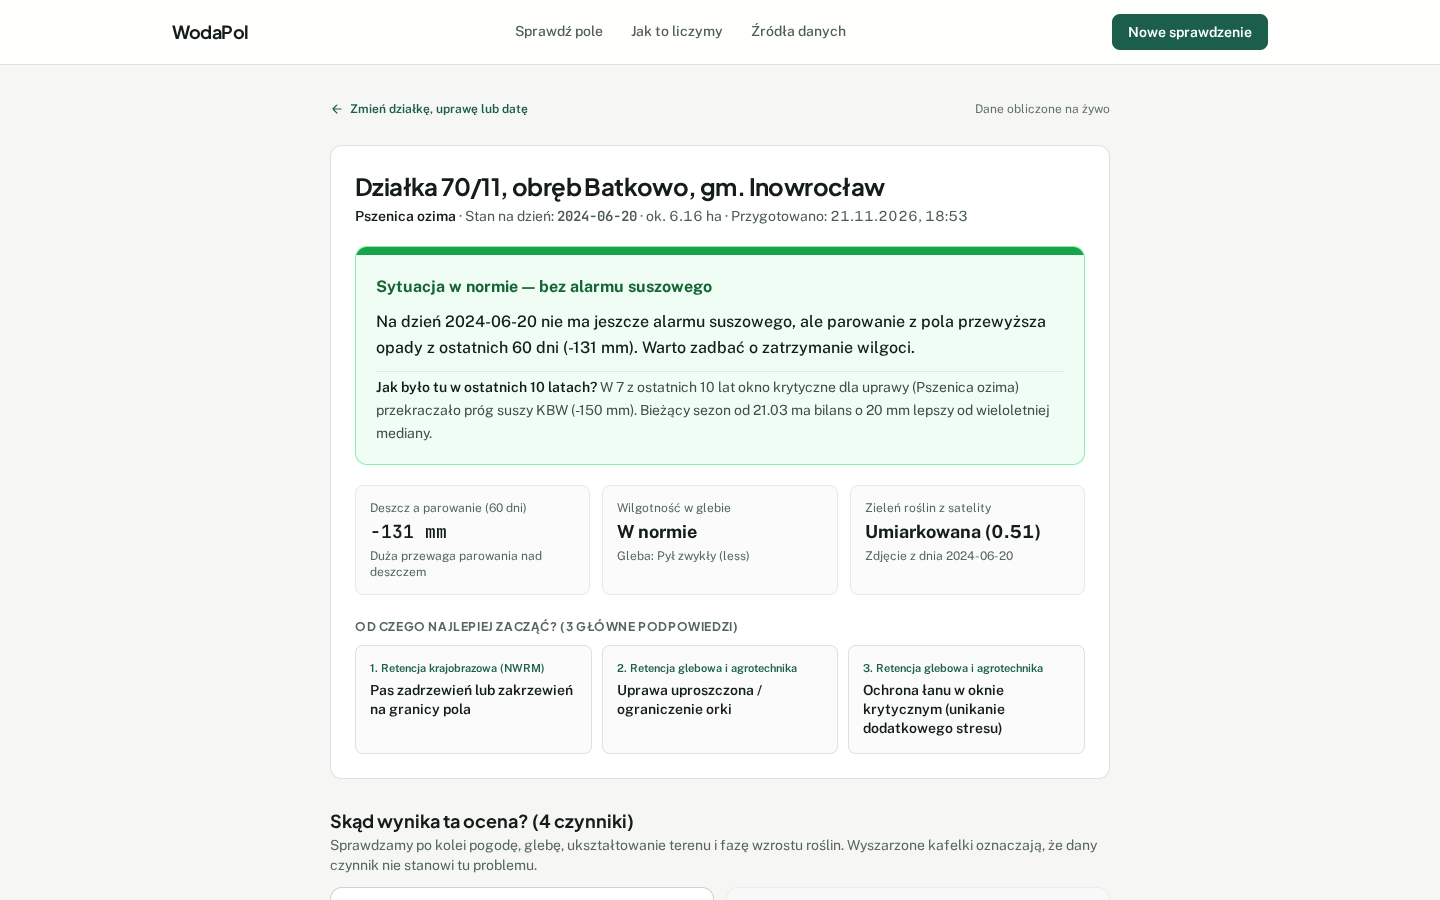 WodaPol
Sprawdź pole
Jak to liczymy
Źródła danych
Nowe sprawdzenie
← Zmień działkę, uprawę lub datę
Dane obliczone na żywo
Działka 70/11, obręb Batkowo, gm. Inowrocław
Pszenica ozima · Stan na dzień: 2024-06-20 · ok. 6.16 ha · Przygotowano: 21.11.2026, 18:53
Sytuacja w normie — bez alarmu suszowego
Na dzień 2024-06-20 nie ma jeszcze alarmu suszowego, ale parowanie z pola przewyższa
opady z ostatnich 60 dni (-131 mm). Warto zadbać o zatrzymanie wilgoci.
Jak było tu w ostatnich 10 latach? W 7 z ostatnich 10 lat okno krytyczne dla uprawy (Pszenica ozima)
przekraczało próg suszy KBW (-150 mm). Bieżący sezon od 21.03 ma bilans o 20 mm lepszy od wieloletniej
mediany.
Deszcz a parowanie (60 dni)
-131 mm
Duża przewaga parowania nad
deszczem
Wilgotność w glebie
W normie
Gleba: Pył zwykły (less)
Zieleń roślin z satelity
Umiarkowana (0.51)
Zdjęcie z dnia 2024-06-20
OD CZEGO NAJLEPIEJ ZACZĄĆ? (3 GŁÓWNE PODPOWIEDZI)
1. Retencja krajobrazowa (NWRM)
Pas zadrzewień lub zakrzewień
na granicy pola
2. Retencja glebowa i agrotechnika
Uprawa uproszczona /
ograniczenie orki
3. Retencja glebowa i agrotechnika
Ochrona łanu w oknie
krytycznym (unikanie
dodatkowego stresu)
Skąd wynika ta ocena? (4 czynniki)
Sprawdzamy po kolei pogodę, glebę, ukształtowanie terenu i fazę wzrostu roślin. Wyszarzone kafelki oznaczają, że dany
czynnik nie stanowi tu problemu.